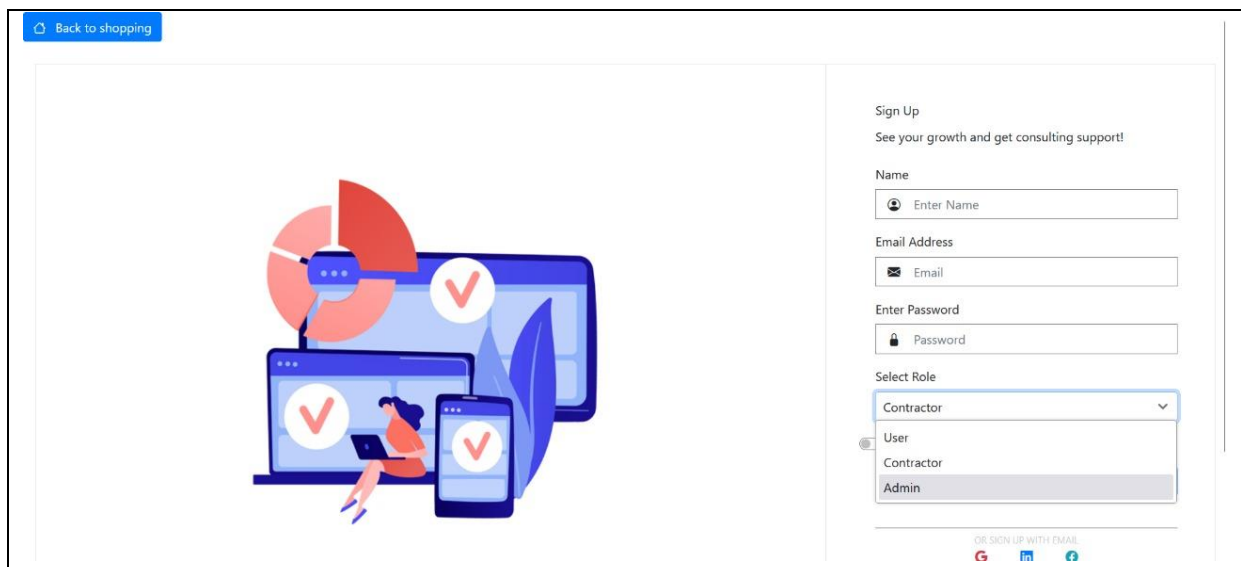 Back to shopping
Sign Up
See your growth and get consulting support!
Name
Enter Name
Email Address
Email
Enter Password
Password
Select Role
Contractor
User
Contractor
Admin
OR SIGN UP WITH EMAIL